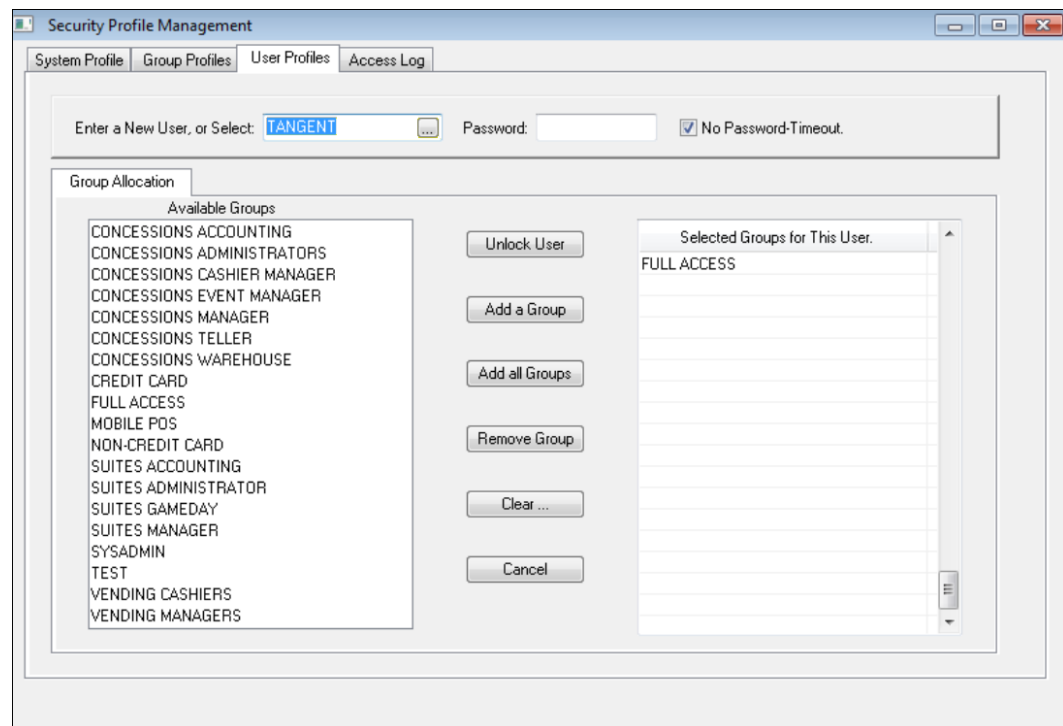 Security Profile Management
System Profile Group Profiles User Profiles Access Log
Enter a New User, or Select: TANGENT ... Password: No Password-Timeout.
Group Allocation
Available Groups
CONCESSIONS ACCOUNTING
CONCESSIONS ADMINISTRATORS
CONCESSIONS CASHIER MANAGER
CONCESSIONS EVENT MANAGER
CONCESSIONS MANAGER
CONCESSIONS TELLER
CONCESSIONS WAREHOUSE
CREDIT CARD
FULL ACCESS
MOBILE POS
NON-CREDIT CARD
SUITES ACCOUNTING
SUITES ADMINISTRATOR
SUITES GAMEDAY
SUITES MANAGER
SYSADMIN
TEST
VENDING CASHIERS
VENDING MANAGERS
Unlock User
Add a Group
Add all Groups
Remove Group
Clear ...
Cancel
Selected Groups for This User.
FULL ACCESS